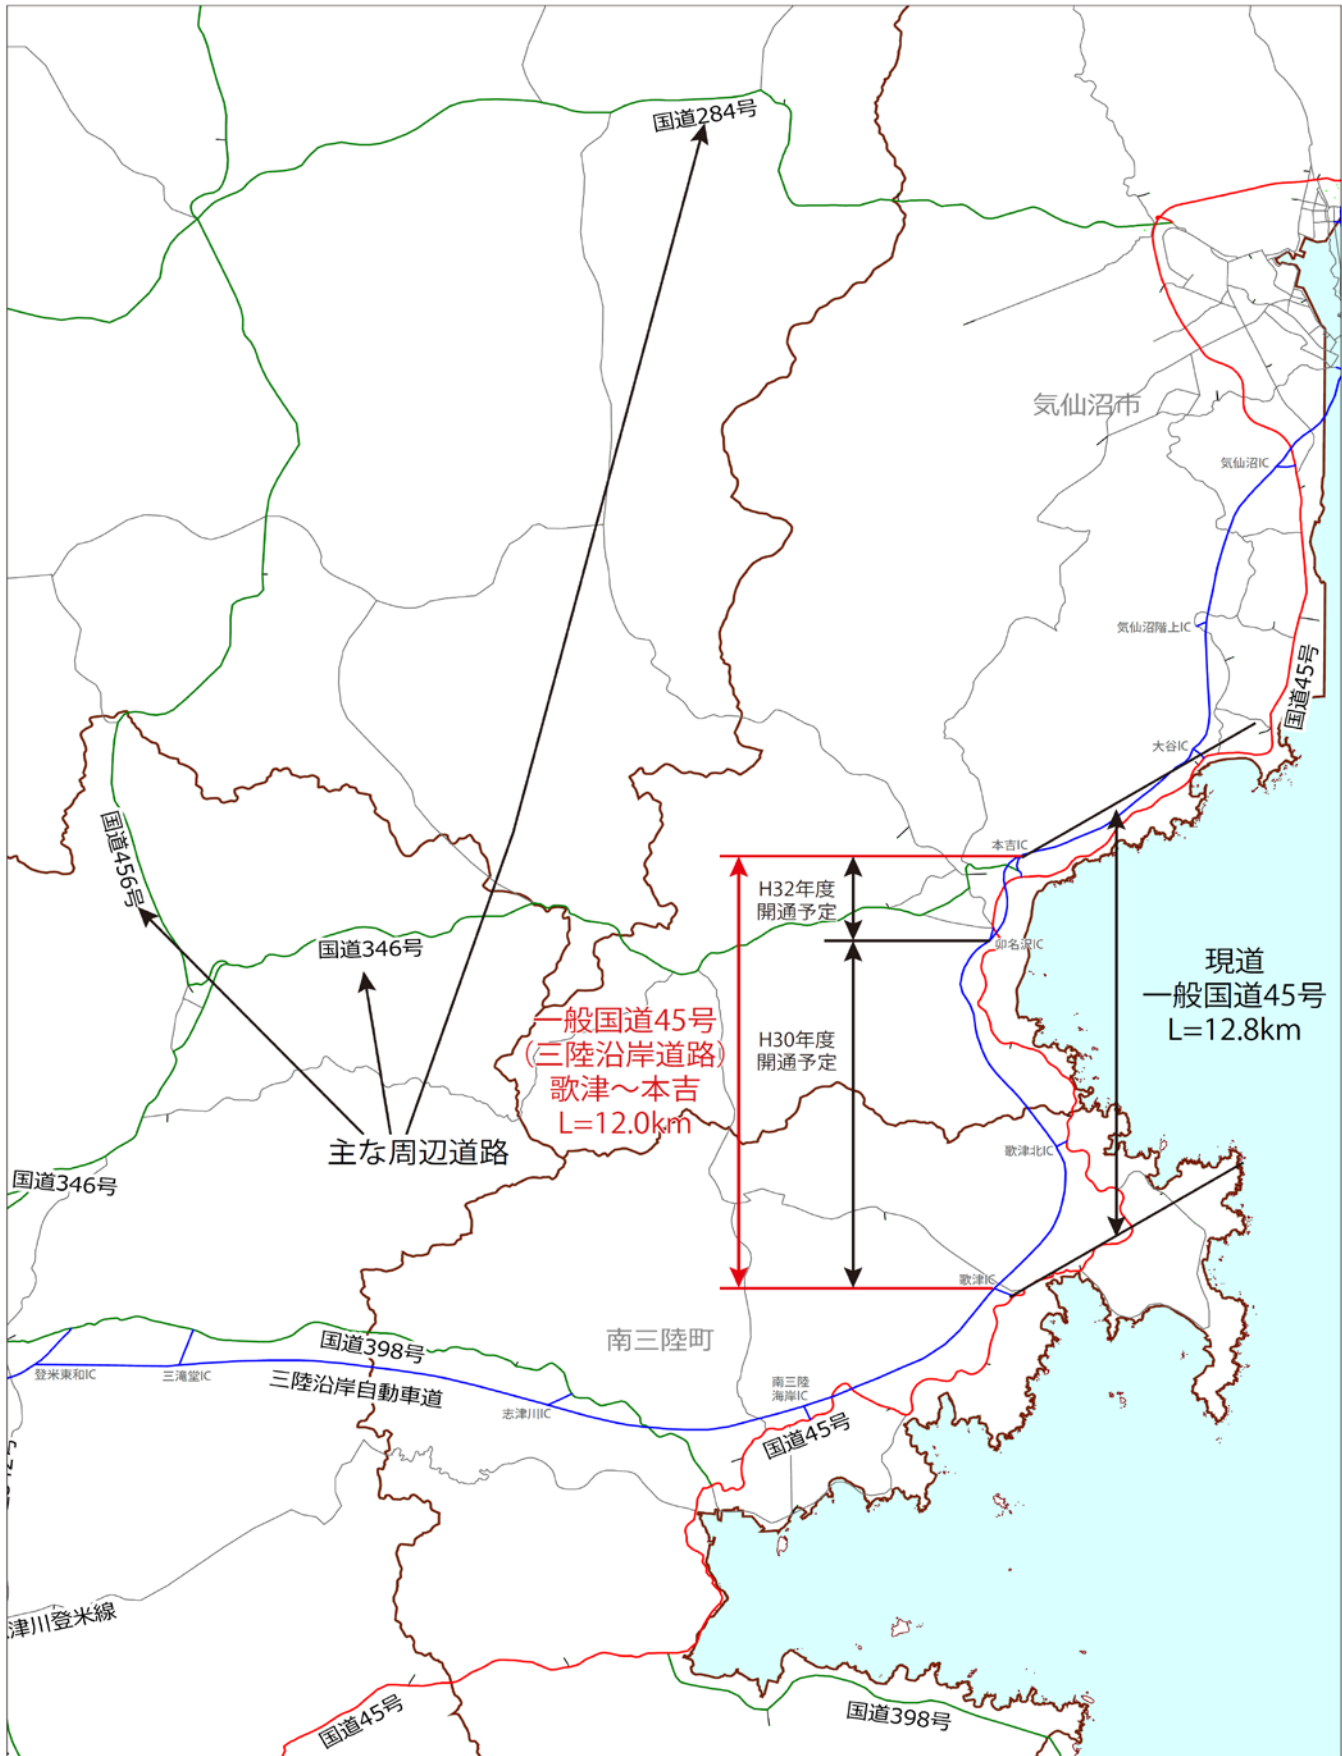 国道284号
気仙沼市
気仙沼IC
気仙沼階上IC
国道45号
大谷IC
国道456号
本吉IC
H32年度
開通予定
国道346号
卯名沢IC
現道
一般国道45号
L=12.8km
一般国道45号
(三陸沿岸道路)
歌津～本吉
L=12.0km
H30年度
開通予定
主な周辺道路
歌津北IC
国道346号
歌津IC
南三陸町
国道398号
登米東和IC
三滝堂IC
三陸沿岸自動車道
志津川IC
南三陸
海岸IC
国道45号
津川登米線
国道45号
国道398号